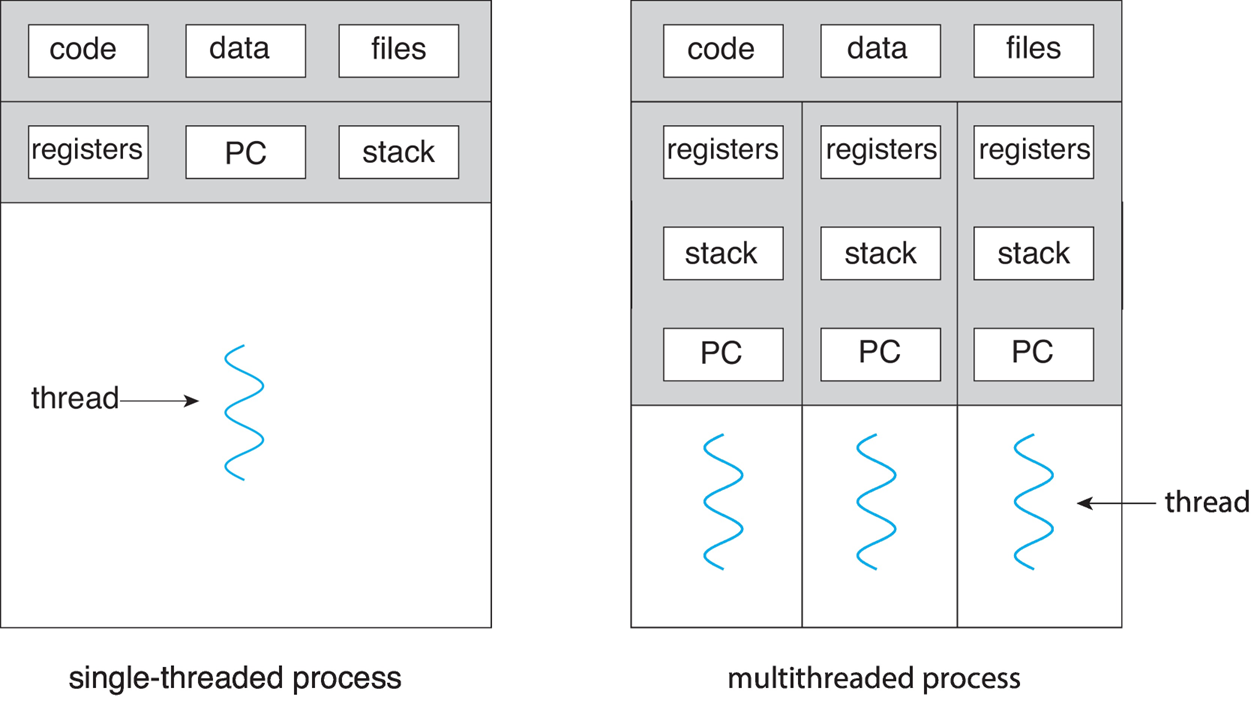 code data files code data files
registers PC stack registers registers registers
stack stack stack
PC PC PC
thread
thread
single-threaded process multithreaded process